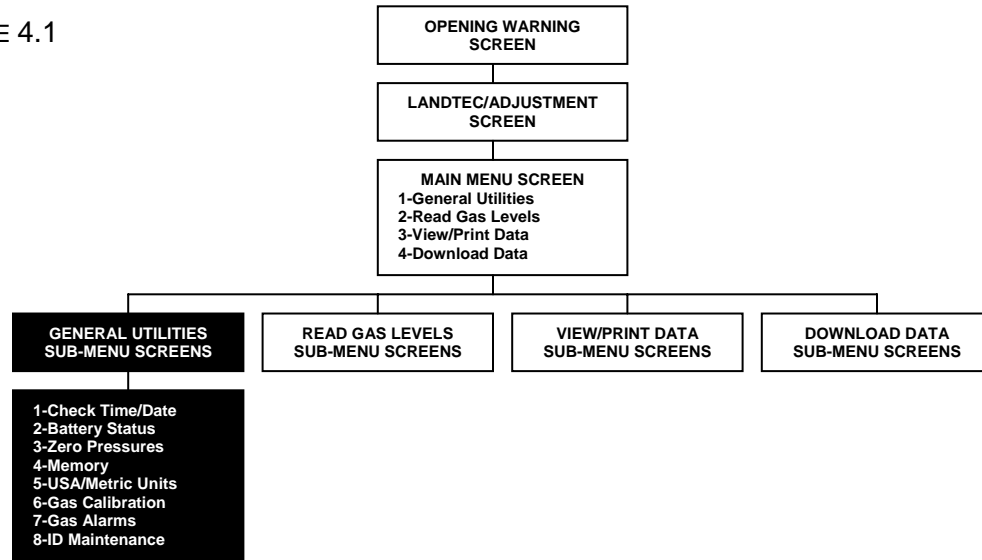 4.1
OPENING WARNING
SCREEN
LANDTEC/ADJUSTMENT
SCREEN
MAIN MENU SCREEN
1-General Utilities
2-Read Gas Levels
3-View/Print Data
4-Download Data
GENERAL UTILITIES
SUB-MENU SCREENS
READ GAS LEVELS
SUB-MENU SCREENS
VIEW/PRINT DATA
SUB-MENU SCREENS
DOWNLOAD DATA
SUB-MENU SCREENS
1-Check Time/Date
2-Battery Status
3-Zero Pressures
4-Memory
5-USA/Metric Units
6-Gas Calibration
7-Gas Alarms
8-ID Maintenance